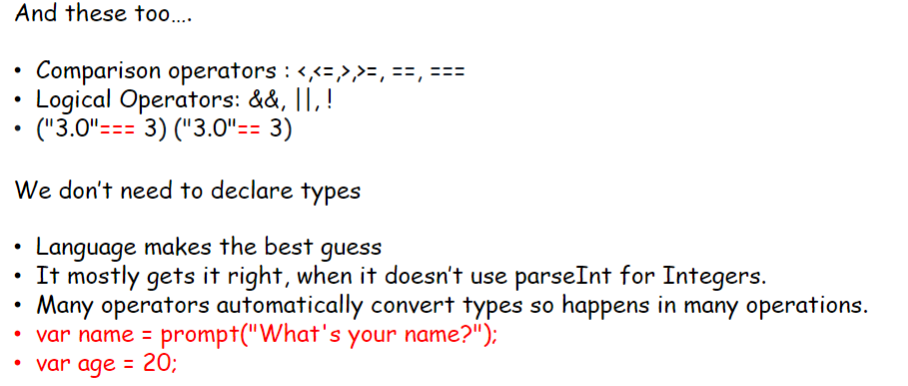 And these too....
• Comparison operators : <,<=,>,>=, ==, ===
• Logical Operators: &&, ||, !
• ("3.0"=== 3) ("3.0"== 3)
We don't need to declare types
• Language makes the best guess
• It mostly gets it right, when it doesn't use parseInt for Integers.
• Many operators automatically convert types so happens in many operations.
• var name = prompt("What's your name?");
• var age = 20;